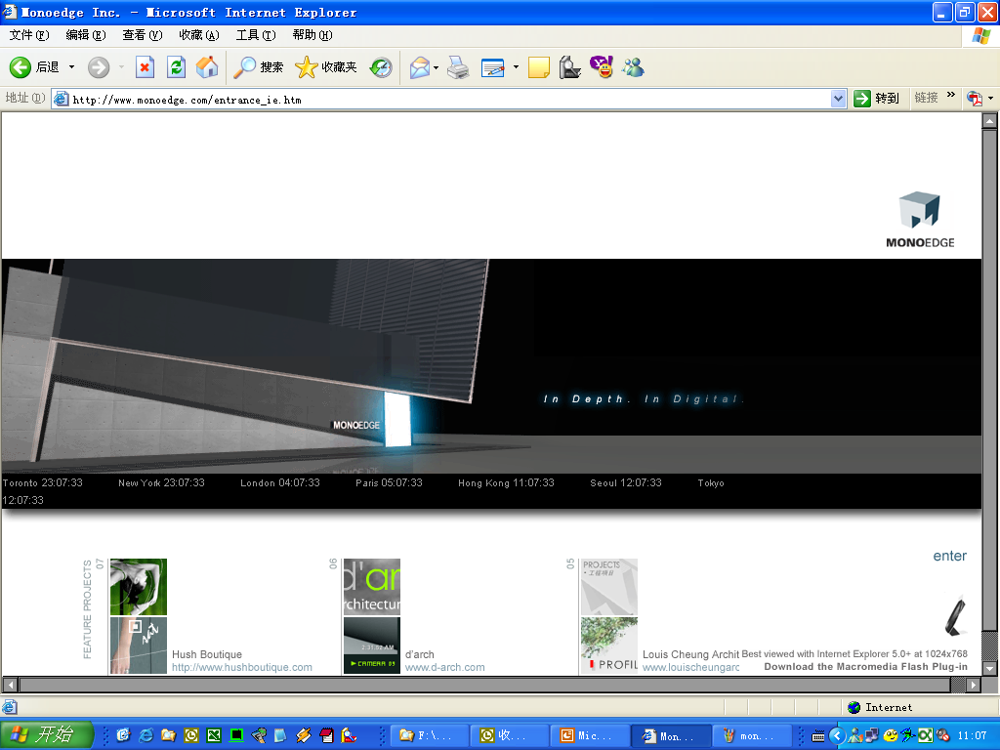 Monoedge Inc. - Microsoft Internet Explorer
文件(F) 编辑(E) 查看(V) 收藏(A) 工具(T) 帮助(H)
后退 搜索 收藏夹
地址(D) http://www.monoedge.com/entrance_ie.htm 转到 链接 »
MONOEDGE
In Depth. In Digital.
MONOEDGE
Toronto 23:07:33 New York 23:07:33 London 04:07:33 Paris 05:07:33 Hong Kong 11:07:33 Seoul 12:07:33 Tokyo
12:07:33
enter
FEATURE PROJECTS
07
Hush Boutique
http://www.hushboutique.com
06
d'ar
rchitectur
2:31:02 AM
CAMERA 03
d'arch
www.d-arch.com
05
PROJECTS
工程项目
PROFIL
Louis Cheung Archit
www.louischeungarc
Best viewed with Internet Explorer 5.0+ at 1024x768
Download the Macromedia Flash Plug-in
Internet
开始 F:\... 收... Mic... Mon... mon... 11:07